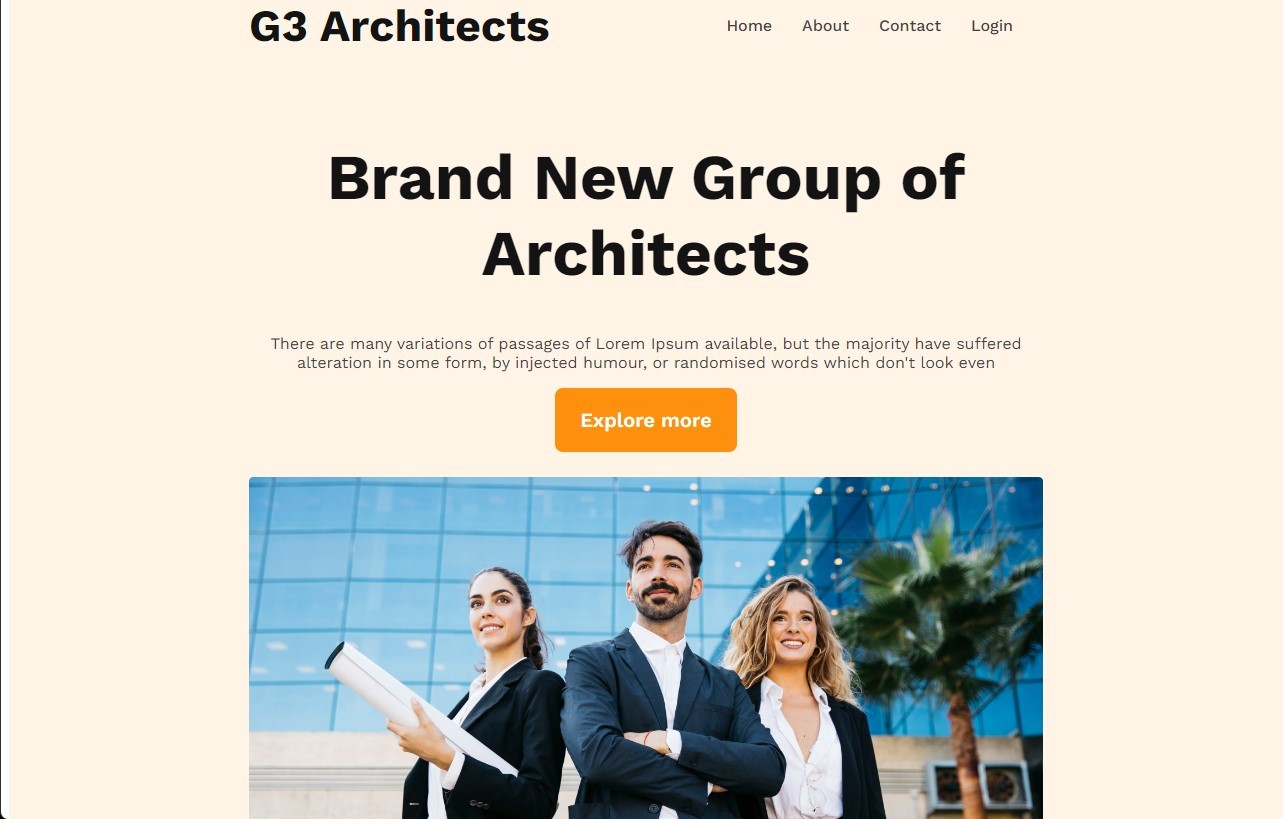 G3 Architects
Home About Contact Login
Brand New Group of
Architects
There are many variations of passages of Lorem Ipsum available, but the majority have suffered
alteration in some form, by injected humour, or randomised words which don't look even
Explore more